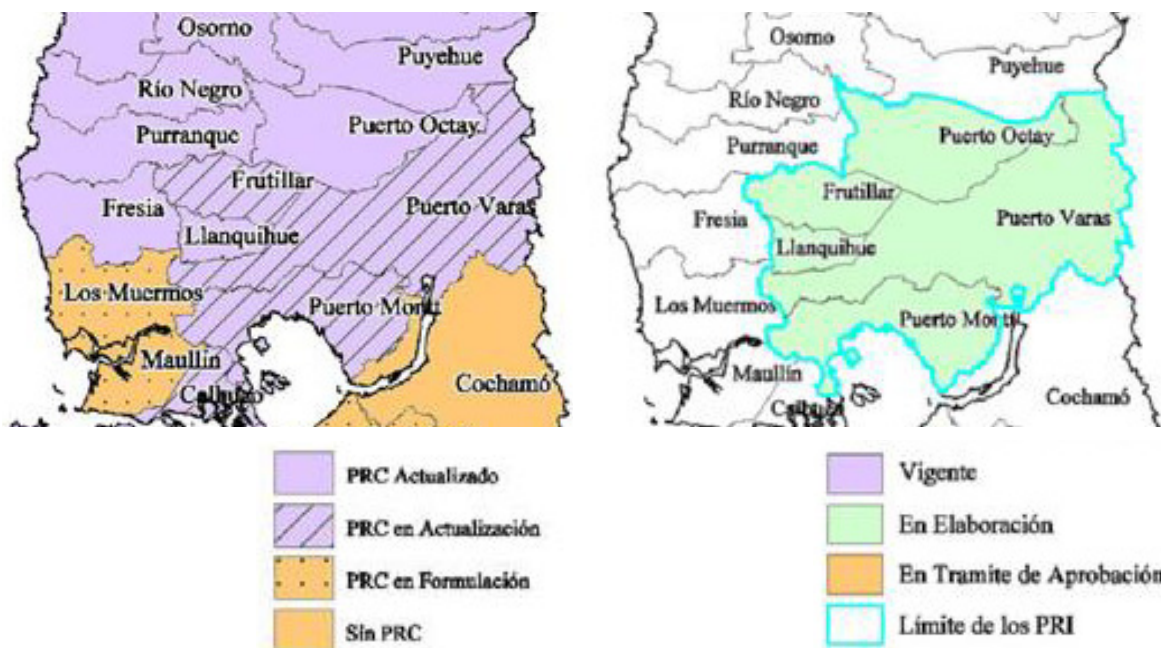 Osorno
Puyehue
Río Negro
Purranque
Puerto Octay
Frutillar
Fresia
Puerto Varas
Llanquihue
Los Muermos
Puerto Montt
Maullín
Calbuco
Cochamó
PRC Actualizado
PRC en Actualización
PRC en Formulación
Sin PRC
Osorno
Puyehue
Río Negro
Puerto Octay
Purranque
Frutillar
Fresia
Puerto Varas
Llanquihue
Los Muermos
Puerto Montt
Maullín
Calbuco
Cochamó
Vigente
En Elaboración
En Tramite de Aprobación
Límite de los PRI